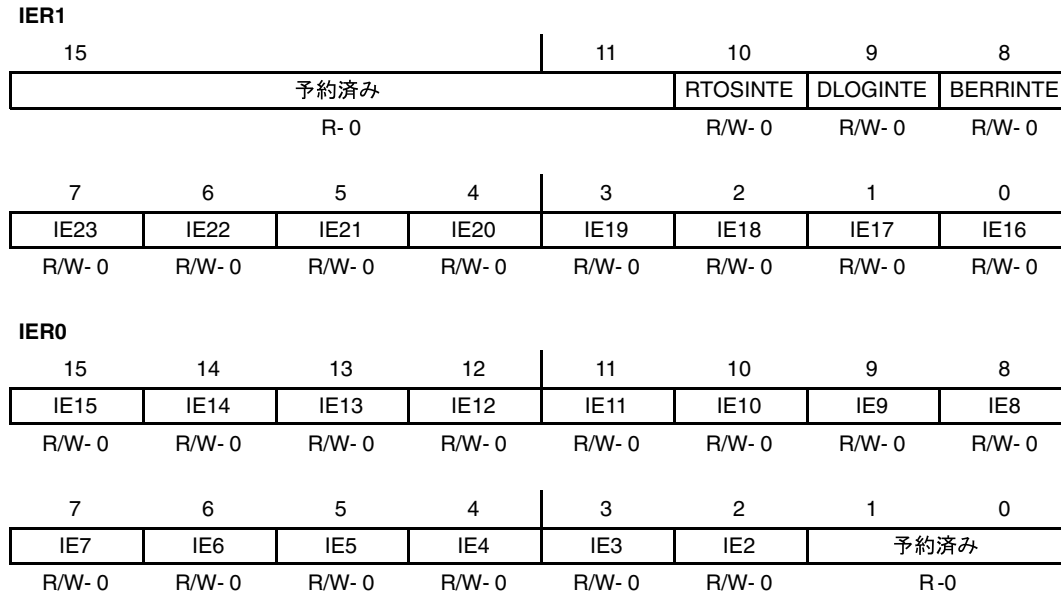 IER1
15 11 10 9 8
予約済み RTOSINTE DLOGINTE BERRINTE
R- 0 R/W- 0 R/W- 0 R/W- 0
7 6 5 4 3 2 1 0
IE23 IE22 IE21 IE20 IE19 IE18 IE17 IE16
R/W- 0 R/W- 0 R/W- 0 R/W- 0 R/W- 0 R/W- 0 R/W- 0 R/W- 0
IER0
15 14 13 12 11 10 9 8
IE15 IE14 IE13 IE12 IE11 IE10 IE9 IE8
R/W- 0 R/W- 0 R/W- 0 R/W- 0 R/W- 0 R/W- 0 R/W- 0 R/W- 0
7 6 5 4 3 2 1 0
IE7 IE6 IE5 IE4 IE3 IE2 予約済み
R/W- 0 R/W- 0 R/W- 0 R/W- 0 R/W- 0 R/W- 0 R -0